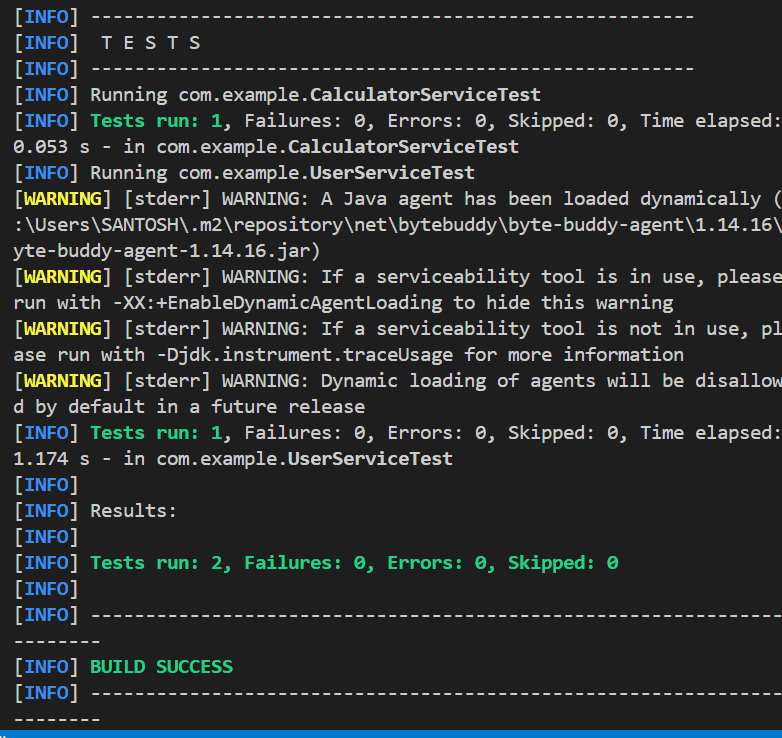 [INFO] -------------------------------------------------------
[INFO]  T E S T S
[INFO] -------------------------------------------------------
[INFO] Running com.example.CalculatorServiceTest
[INFO] Tests run: 1, Failures: 0, Errors: 0, Skipped: 0, Time elapsed:
0.053 s - in com.example.CalculatorServiceTest
[INFO] Running com.example.UserServiceTest
[WARNING] [stderr] WARNING: A Java agent has been loaded dynamically (
:\Users\SANTOSH\.m2\repository\net\bytebuddy\byte-buddy-agent\1.14.16\
yte-buddy-agent-1.14.16.jar)
[WARNING] [stderr] WARNING: If a serviceability tool is in use, please
run with -XX:+EnableDynamicAgentLoading to hide this warning
[WARNING] [stderr] WARNING: If a serviceability tool is not in use, pl
ase run with -Djdk.instrument.traceUsage for more information
[WARNING] [stderr] WARNING: Dynamic loading of agents will be disallow
d by default in a future release
[INFO] Tests run: 1, Failures: 0, Errors: 0, Skipped: 0, Time elapsed:
1.174 s - in com.example.UserServiceTest
[INFO]
[INFO] Results:
[INFO]
[INFO] Tests run: 2, Failures: 0, Errors: 0, Skipped: 0
[INFO]
[INFO] ---------------------------------------------------------------
--------
[INFO] BUILD SUCCESS
[INFO] ---------------------------------------------------------------
--------